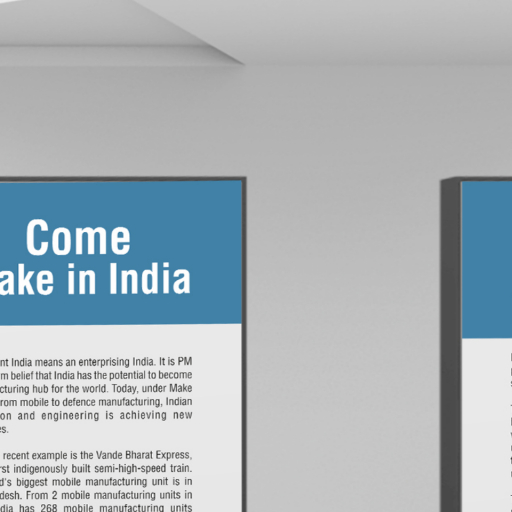 Come
ake in India
nt India means an enterprising India. It is PM
m belief that India has the potential to become
cturing hub for the world. Today, under Make
rom mobile to defence manufacturing, Indian
on and engineering is achieving new
es.
recent example is the Vande Bharat Express,
rst indigenously built semi-high-speed train.
d's biggest mobile manufacturing unit is in
desh. From 2 mobile manufacturing units in
dia has 268 mobile manufacturing units